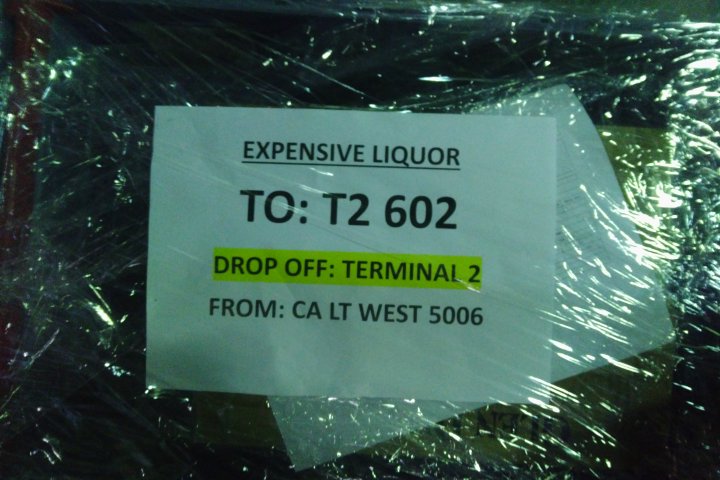 EXPENSIVE LIQUOR
TO: T2 602
DROP OFF: TERMINAL 2
FROM: CA LT WEST 5006